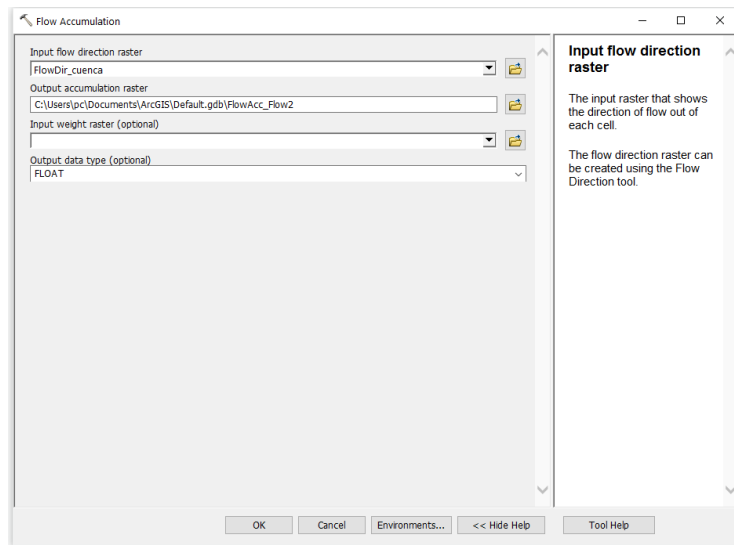 Flow Accumulation
Input flow direction raster
FlowDir_cuenca
Output accumulation raster
C:\Users\pc\Documents\ArcGIS\Default.gdb\FlowAcc_Flow2
Input weight raster (optional)
Output data type (optional)
FLOAT
Input flow direction
raster
The input raster that shows
the direction of flow out of
each cell.
The flow direction raster can
be created using the Flow
Direction tool.
OK
Cancel
Environments...
<< Hide Help
Tool Help